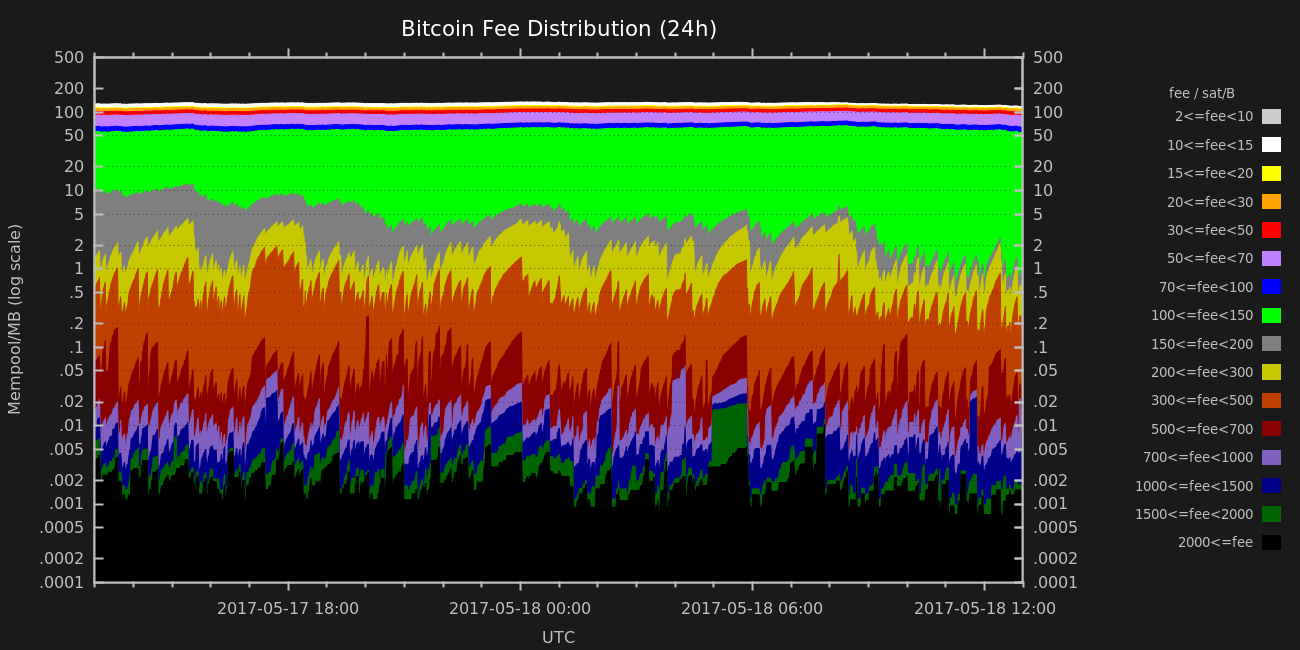 Bitcoin Fee Distribution (24h)
Mempool/MB (log scale)
500
200
100
50
20
10
5
2
1
.5
.2
.1
.05
.02
.01
.005
.002
.001
.0005
.0002
.0001
500
200
100
50
20
10
5
2
1
.5
.2
.1
.05
.02
.01
.005
.002
.001
.0005
.0002
.0001
2017-05-17 18:00
2017-05-18 00:00
2017-05-18 06:00
2017-05-18 12:00
UTC
fee / sat/B
2<=fee<10
10<=fee<15
15<=fee<20
20<=fee<30
30<=fee<50
50<=fee<70
70<=fee<100
100<=fee<150
150<=fee<200
200<=fee<300
300<=fee<500
500<=fee<700
700<=fee<1000
1000<=fee<1500
1500<=fee<2000
2000<=fee